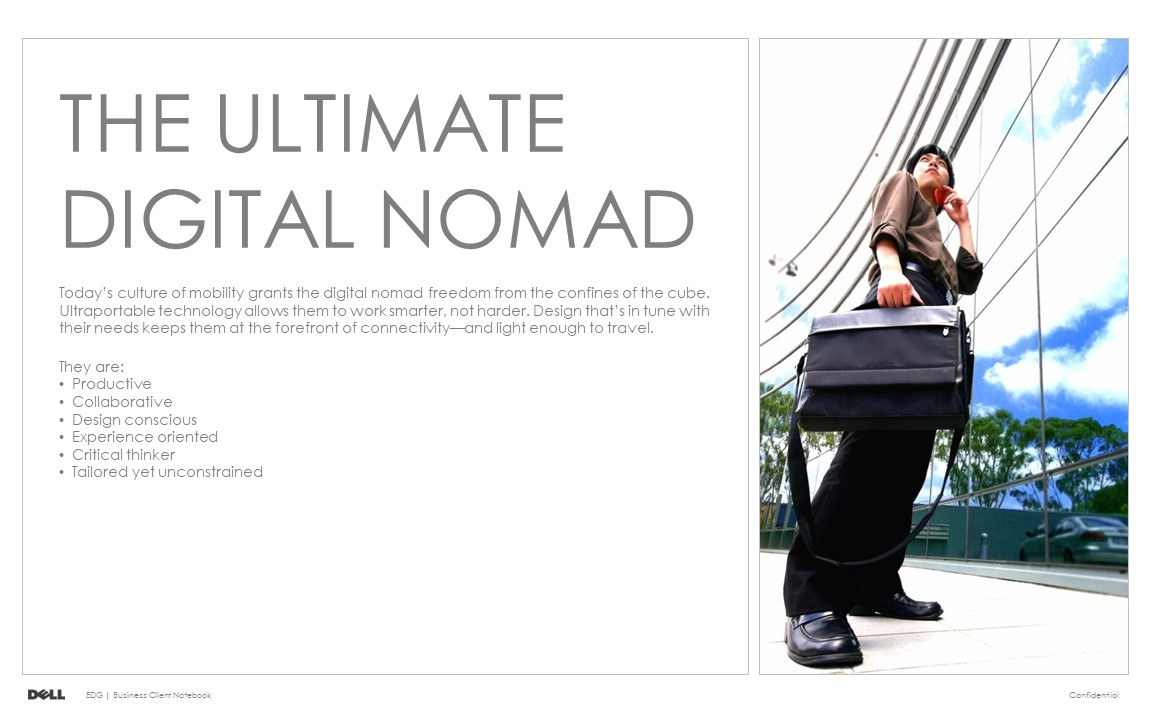 THE ULTIMATE
DIGITAL NOMAD
Today’s culture of mobility grants the digital nomad freedom from the confines of the cube.
Ultraportable technology allows them to work smarter, not harder. Design that’s in tune with
their needs keeps them at the forefront of connectivity—and light enough to travel.
They are:
• Productive
• Collaborative
• Design conscious
• Experience oriented
• Critical thinker
• Tailored yet unconstrained
DELL EDG | Business Client Notebook Confidential